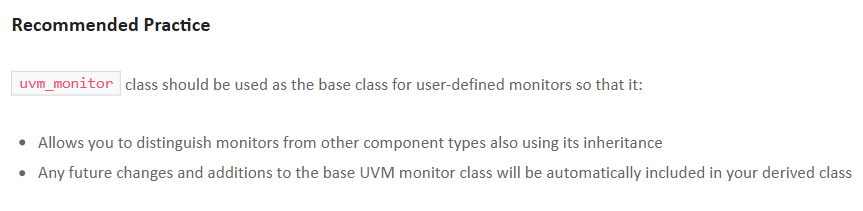 Recommended Practice
uvm_monitor class should be used as the base class for user-defined monitors so that it:
Allows you to distinguish monitors from other component types also using its inheritance
Any future changes and additions to the base UVM monitor class will be automatically included in your derived class